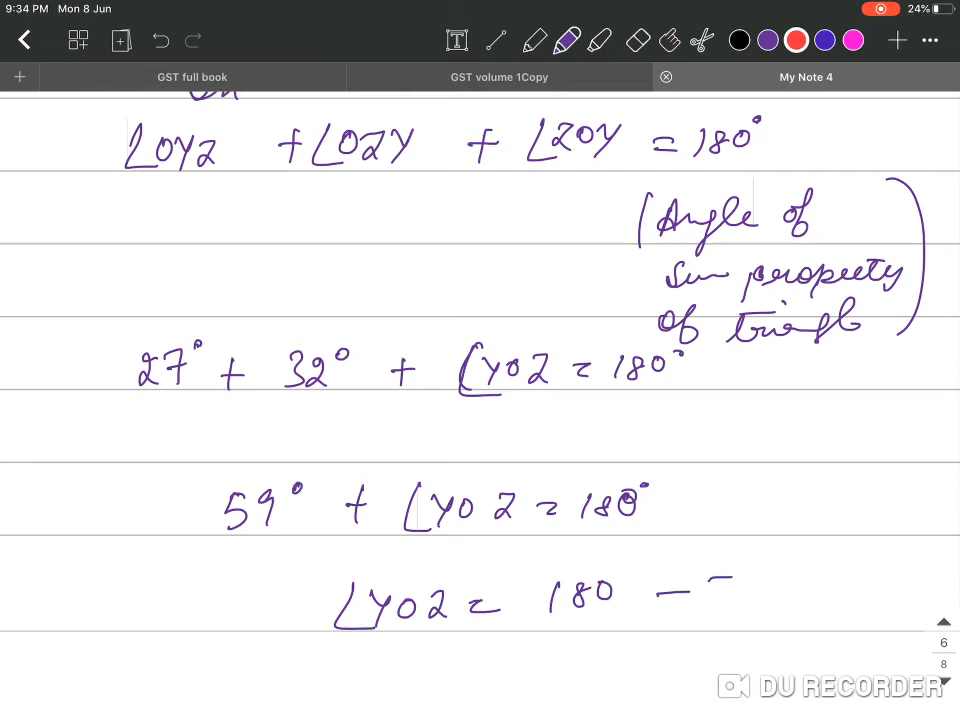 9:34 PM Mon 8 Jun
24%
GST full book
GST volume 1Copy
My Note 4
∠OYZ + ∠OZY + ∠ZOY = 180°
(Angle of
sum property
of triangle)
27° + 32° + ∠YOZ = 180°
59° + ∠YOZ = 180°
∠YOZ = 180 -
6
8
DU RECORDER